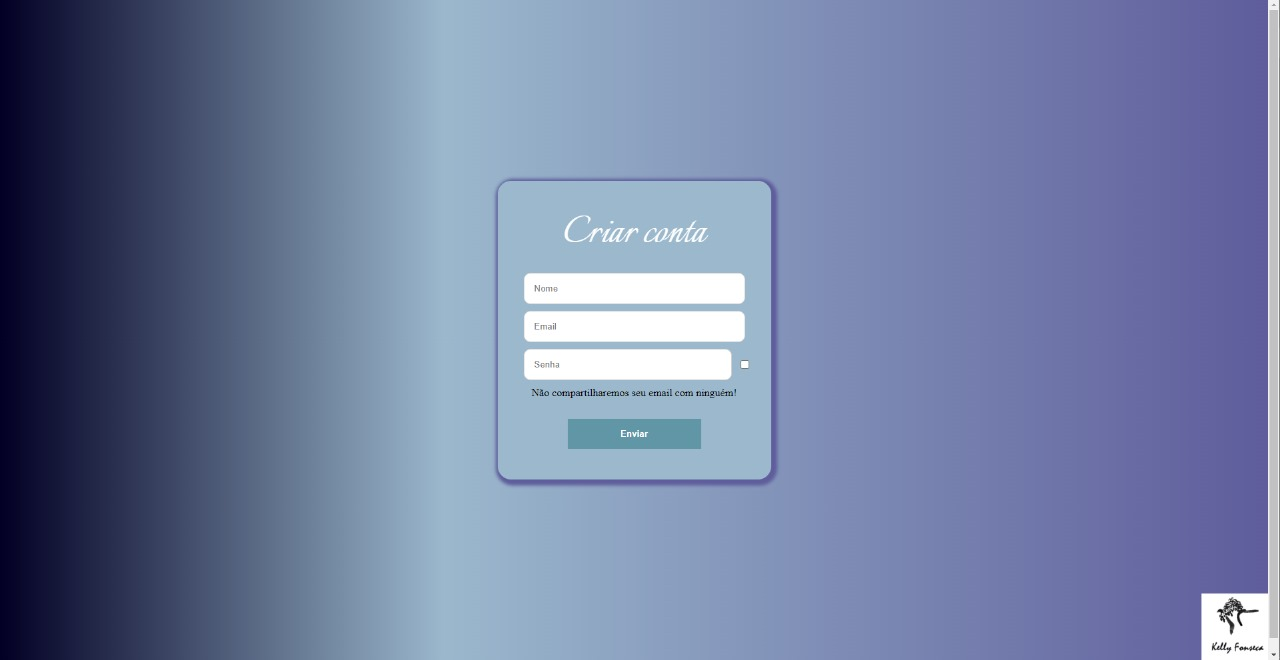 Criar conta
Nome
Email
Senha
Não compartilharemos seu email com ninguém!
Enviar
Kelly Fonseca